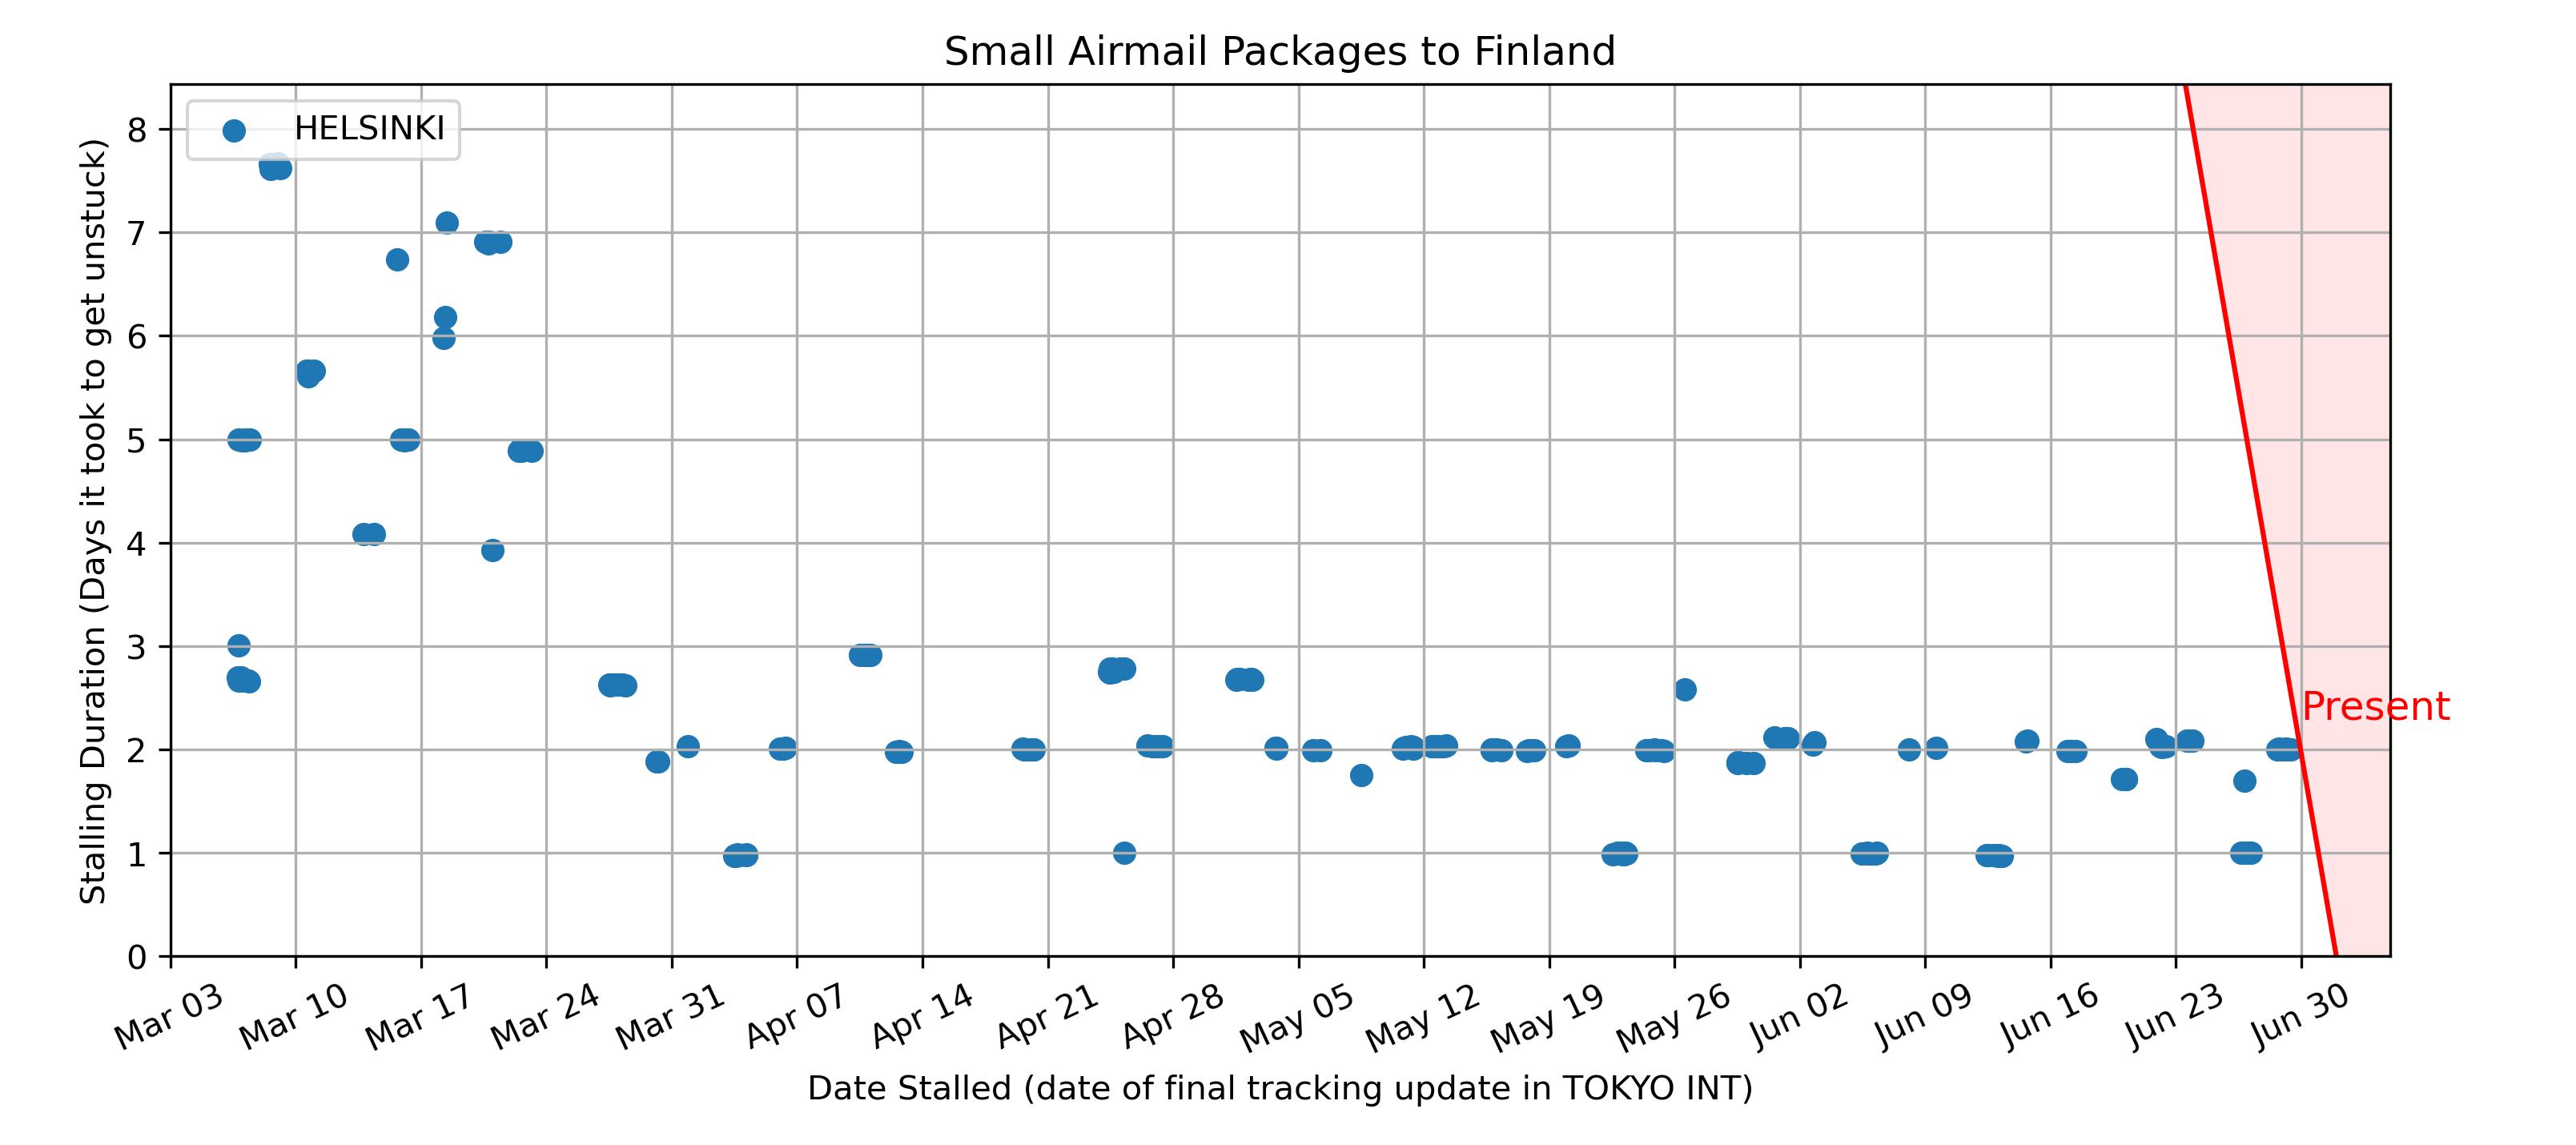 Small Airmail Packages to Finland
HELSINKI
Stalling Duration (Days it took to get unstuck)
8
7
6
5
4
3
2
1
0
Present
Mar 03
Mar 10
Mar 17
Mar 24
Mar 31
Apr 07
Apr 14
Apr 21
Apr 28
May 05
May 12
May 19
May 26
Jun 02
Jun 09
Jun 16
Jun 23
Jun 30
Date Stalled (date of final tracking update in TOKYO INT)